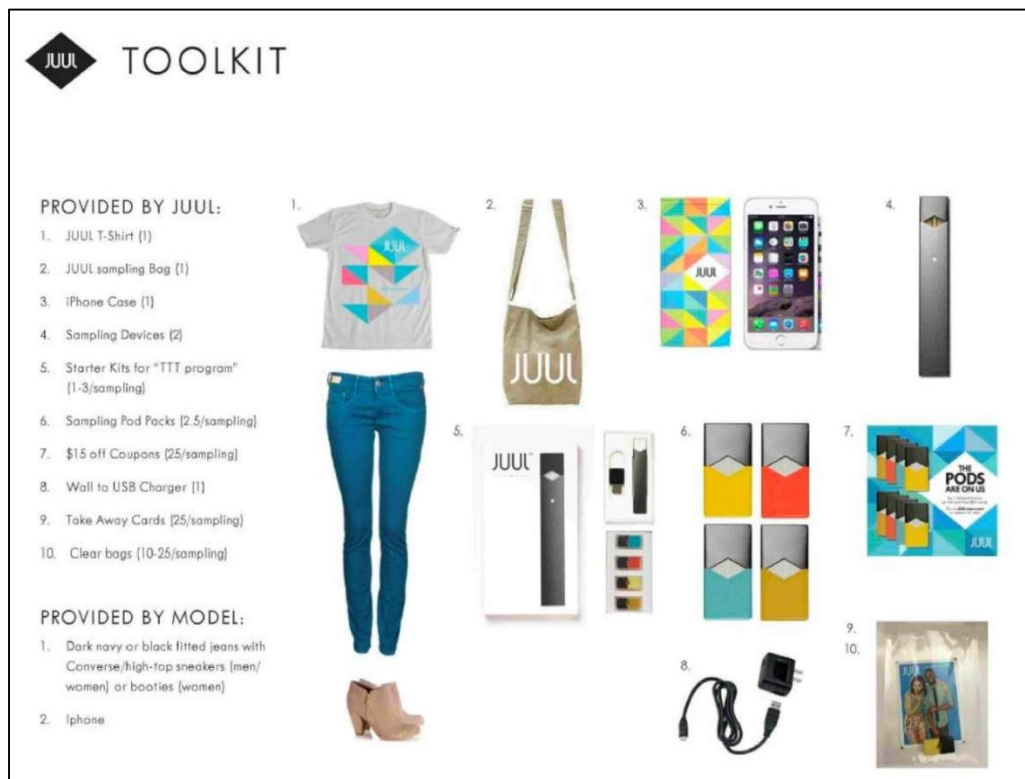 JUUL TOOLKIT
PROVIDED BY JUUL:
1. JUUL T-Shirt (1)
2. JUUL sampling Bag (1)
3. iPhone Case (1)
4. Sampling Devices (2)
5. Starter Kits for “TTT program”
(1-3/sampling)
6. Sampling Pod Packs (2.5/sampling)
7. $15 off Coupons (25/sampling)
8. Wall to USB Charger (1)
9. Take Away Cards (25/sampling)
10. Clear bags (10-25/sampling)
PROVIDED BY MODEL:
1. Dark navy or black fitted jeans with
Converse/high-top sneakers (men/
women) or booties (women)
2. Iphone
1.
JUUL
2.
JUUL
3.
JUUL
4.
5.
JUUL
6.
7.
THE
PODS
ARE ON US
JUUL
8.
9.
10.
JUUL